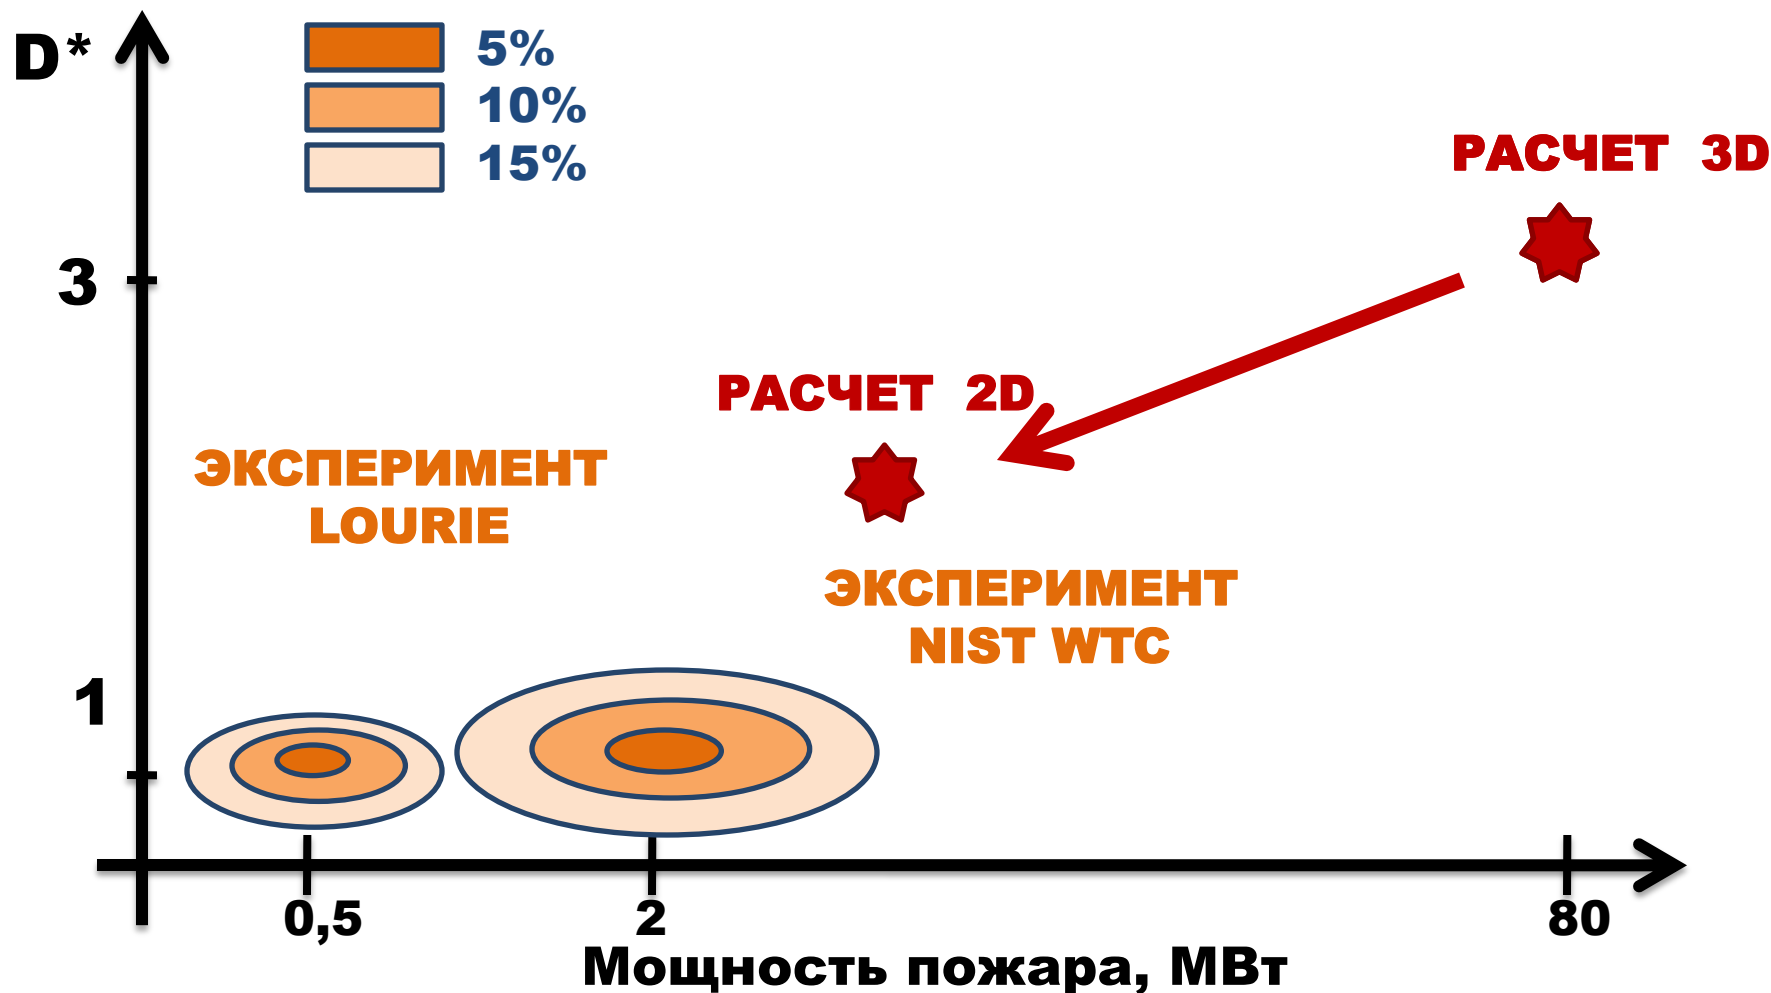 D*
5%
10%
15%
РАСЧЕТ 3D
3
РАСЧЕТ 2D
ЭКСПЕРИМЕНТ
LOURIE
ЭКСПЕРИМЕНТ
NIST WTC
1
0,5
2
80
Мощность пожара, МВт